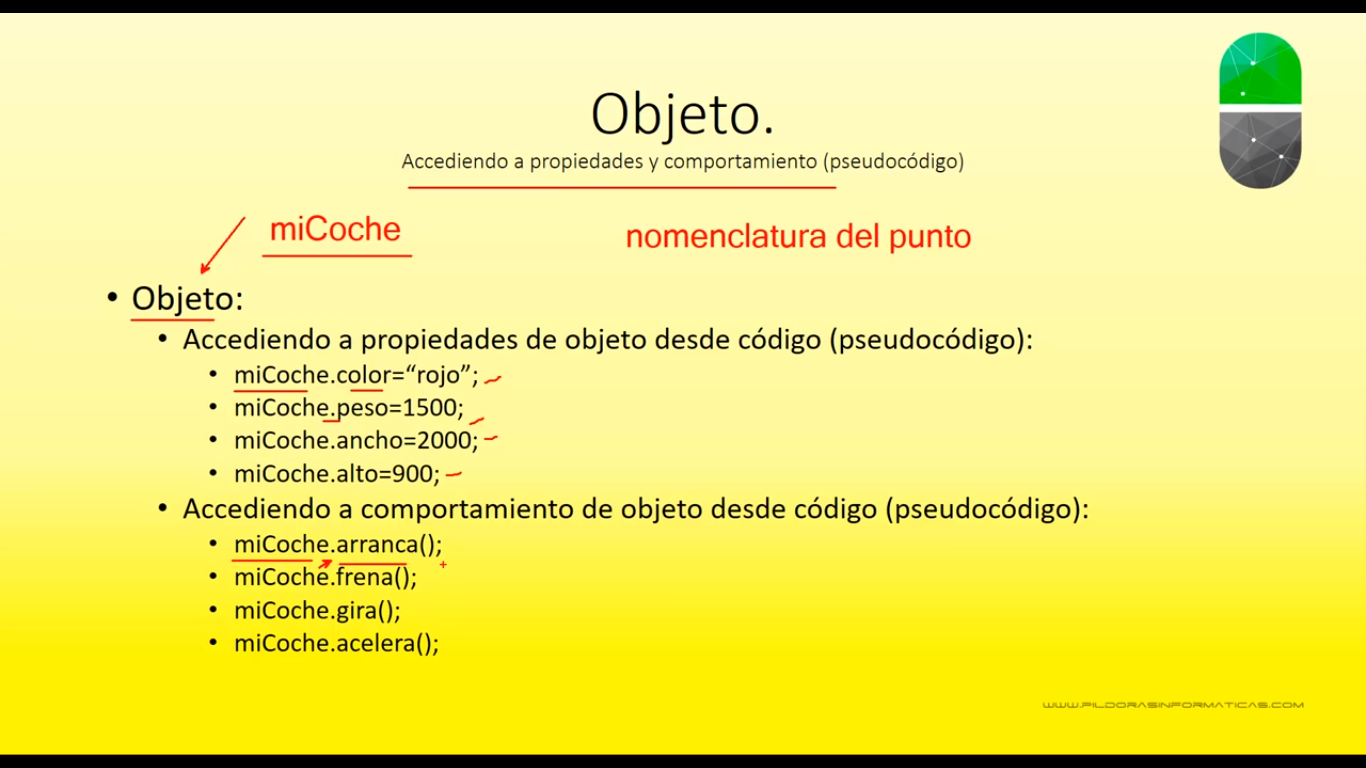 Objeto.
Accediendo a propiedades y comportamiento (pseudocódigo)
miCoche
nomenclatura del punto
• Objeto:
• Accediendo a propiedades de objeto desde código (pseudocódigo):
• miCoche.color=“rojo”;
• miCoche.peso=1500;
• miCoche.ancho=2000;
• miCoche.alto=900;
• Accediendo a comportamiento de objeto desde código (pseudocódigo):
• miCoche.arranca();
• miCoche.frena();
• miCoche.gira();
• miCoche.acelera();
WWW.PILDORASINFORMATICAS.COM